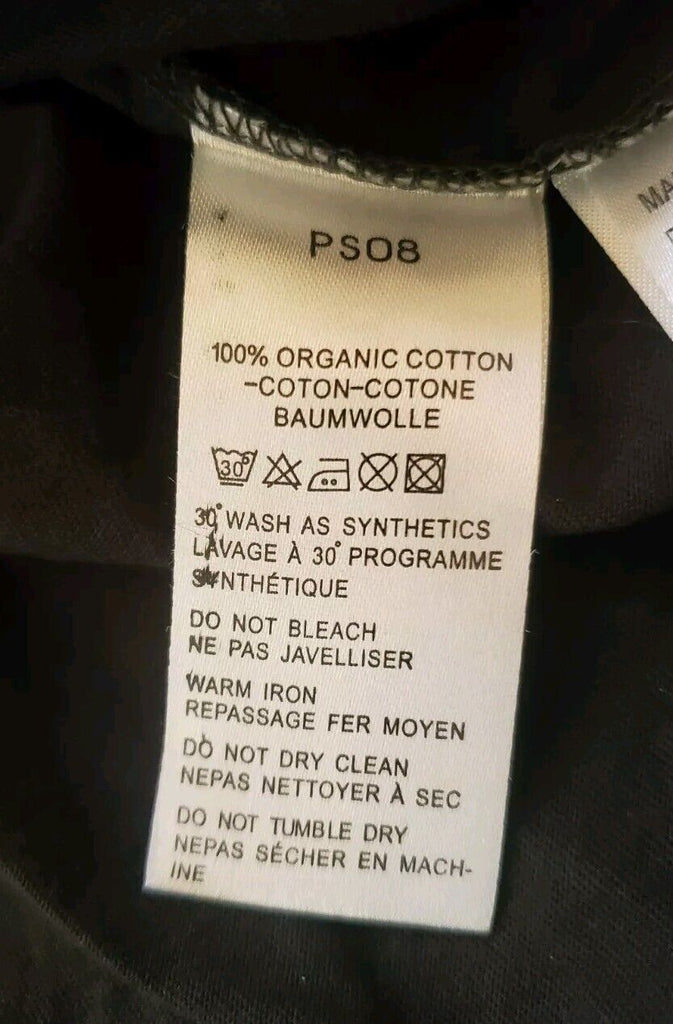 PS08
100% ORGANIC COTTON
-COTON-COTONE
BAUMWOLLE
30°
30° WASH AS SYNTHETICS
LAVAGE À 30° PROGRAMME
SYNTHÉTIQUE
DO NOT BLEACH
NE PAS JAVELLISER
WARM IRON
REPASSAGE FER MOYEN
DO NOT DRY CLEAN
NEPAS NETTOYER À SEC
DO NOT TUMBLE DRY
NEPAS SÉCHER EN MACH-
INE
MA